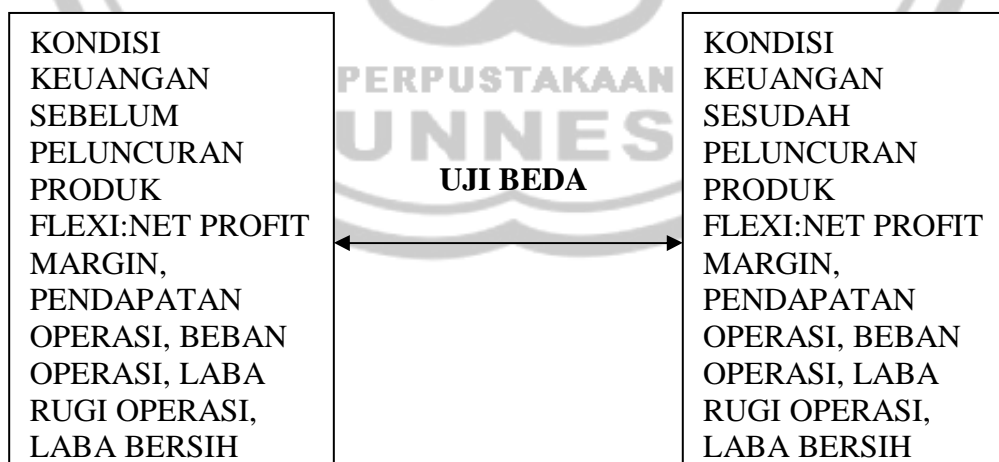 KONDISI
KEUANGAN
SEBELUM
PELUNCURAN
PRODUK
FLEXI:NET PROFIT
MARGIN,
PENDAPATAN
OPERASI, BEBAN
OPERASI, LABA
RUGI OPERASI,
LABA BERSIH
PERPUSTAKAAN
UNNES
UJI BEDA
KONDISI
KEUANGAN
SESUDAH
PELUNCURAN
PRODUK
FLEXI:NET PROFIT
MARGIN,
PENDAPATAN
OPERASI, BEBAN
OPERASI, LABA
RUGI OPERASI,
LABA BERSIH